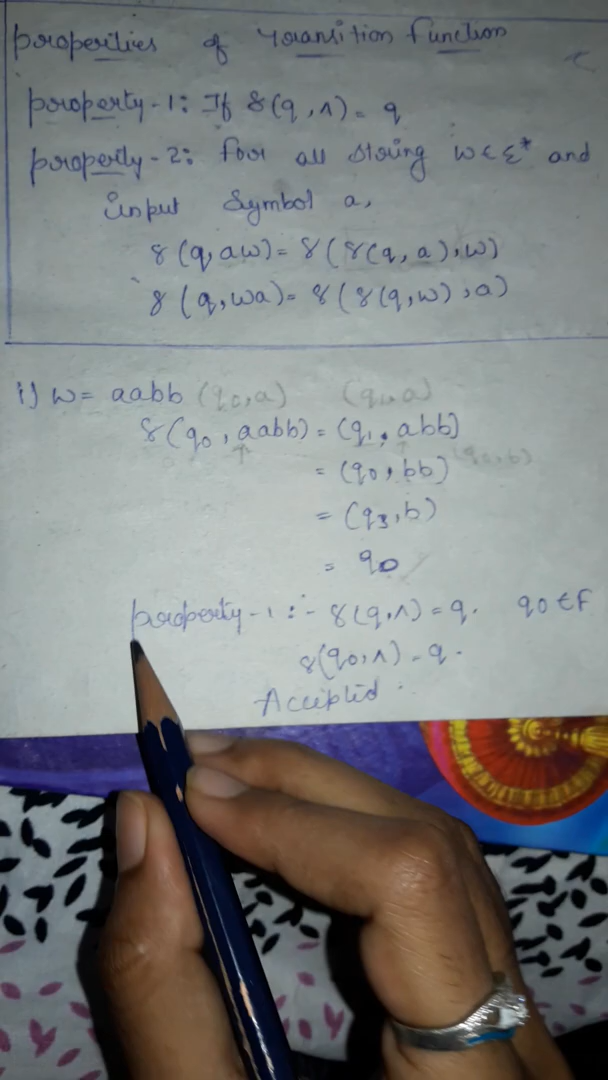 properties of Transition function
property-1: If δ(q,∧)= q
property-2: for all string w∈Σ* and
input symbol a,
δ(q,aw)= δ(δ(q,a),w)
δ(q,wa)= δ(δ(q,w),a)
i) w= aabb (q0,a) (q1,a)
δ(q0,aabb)= (q1,abb)
= (q0,bb) (q0,b)
= (q3,b)
= q0
property-1:- δ(q,∧)=q. q0∈F
δ(q0,∧)=q.
Accepted.